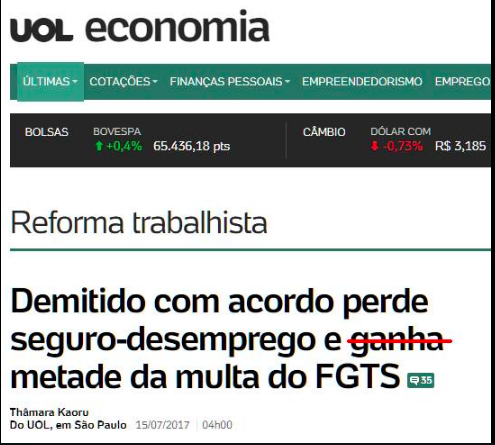 UOL economia
ÚLTIMAS COTAÇÕES FINANÇAS PESSOAIS EMPREENDEDORISMO EMPREGO
BOLSAS BOVESPA CÂMBIO DÓLAR COM
+0,4% 65.436,18 pts -0,73% R$ 3,185
Reforma trabalhista
Demitido com acordo perde
seguro-desemprego e ganha
metade da multa do FGTS 35
Thâmara Kaoru
Do UOL, em São Paulo 15/07/2017 04h00